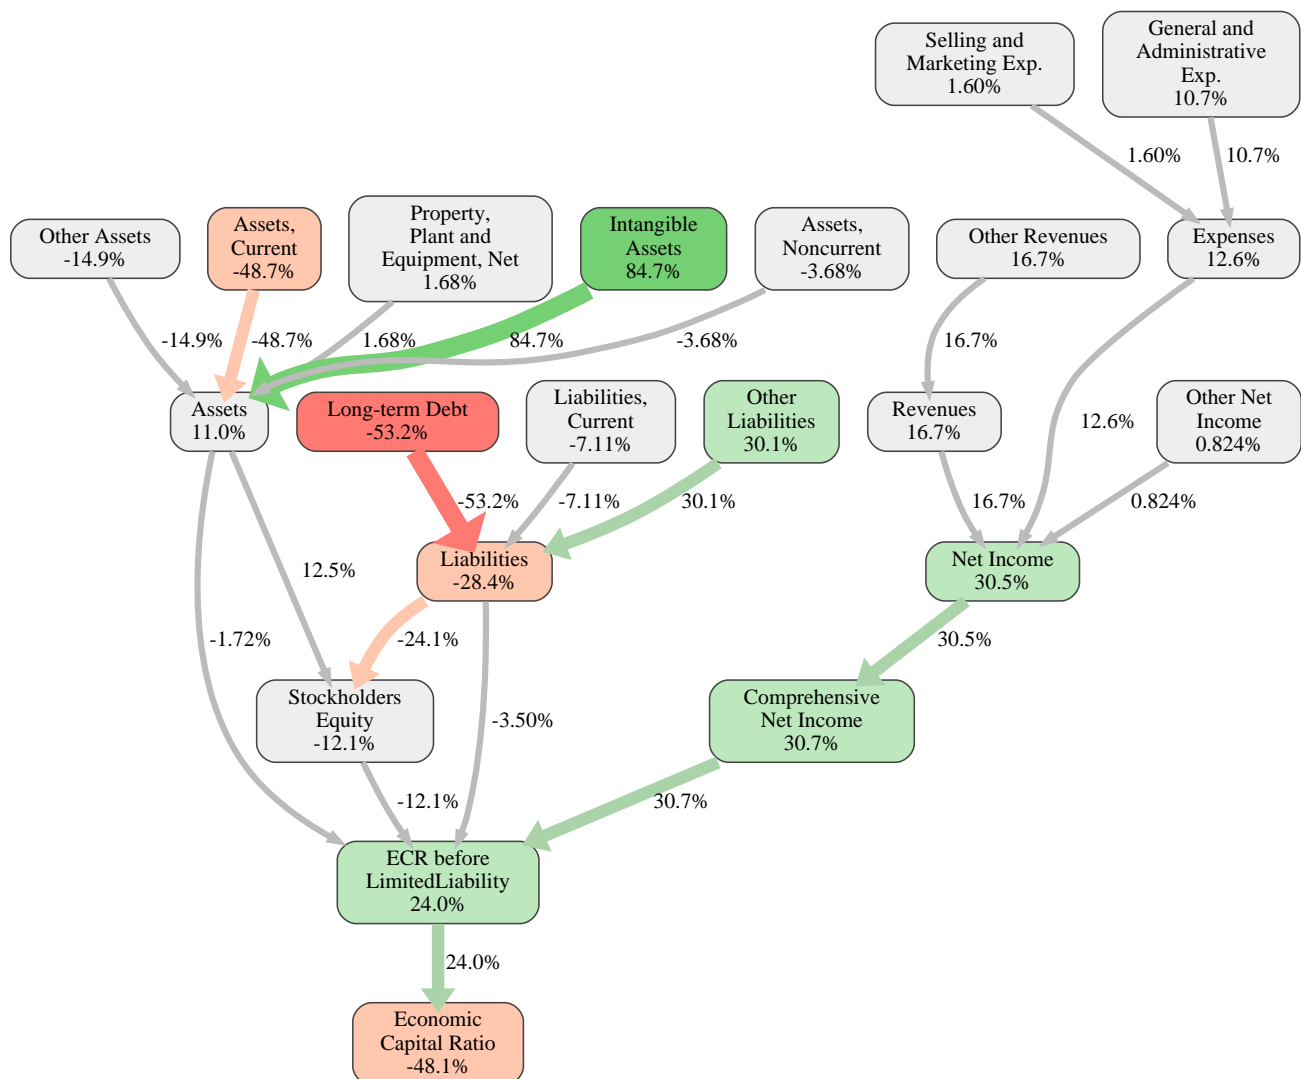 Selling and
Marketing Exp.
1.60%
General and
Administrative
Exp.
10.7%
1.60%
10.7%
Other Assets
-14.9%
Assets,
Current
-48.7%
Property,
Plant and
Equipment, Net
1.68%
Intangible
Assets
84.7%
Assets,
Noncurrent
-3.68%
Other Revenues
16.7%
Expenses
12.6%
-14.9%
-48.7%
1.68%
84.7%
-3.68%
16.7%
Assets
11.0%
Long-term Debt
-53.2%
Liabilities,
Current
-7.11%
Other
Liabilities
30.1%
Revenues
16.7%
12.6%
Other Net
Income
0.824%
-53.2%
-7.11%
30.1%
16.7%
0.824%
12.5%
Liabilities
-28.4%
Net Income
30.5%
-1.72%
-24.1%
30.5%
Stockholders
Equity
-12.1%
-3.50%
Comprehensive
Net Income
30.7%
-12.1%
30.7%
ECR before
LimitedLiability
24.0%
24.0%
Economic
Capital Ratio
-48.1%